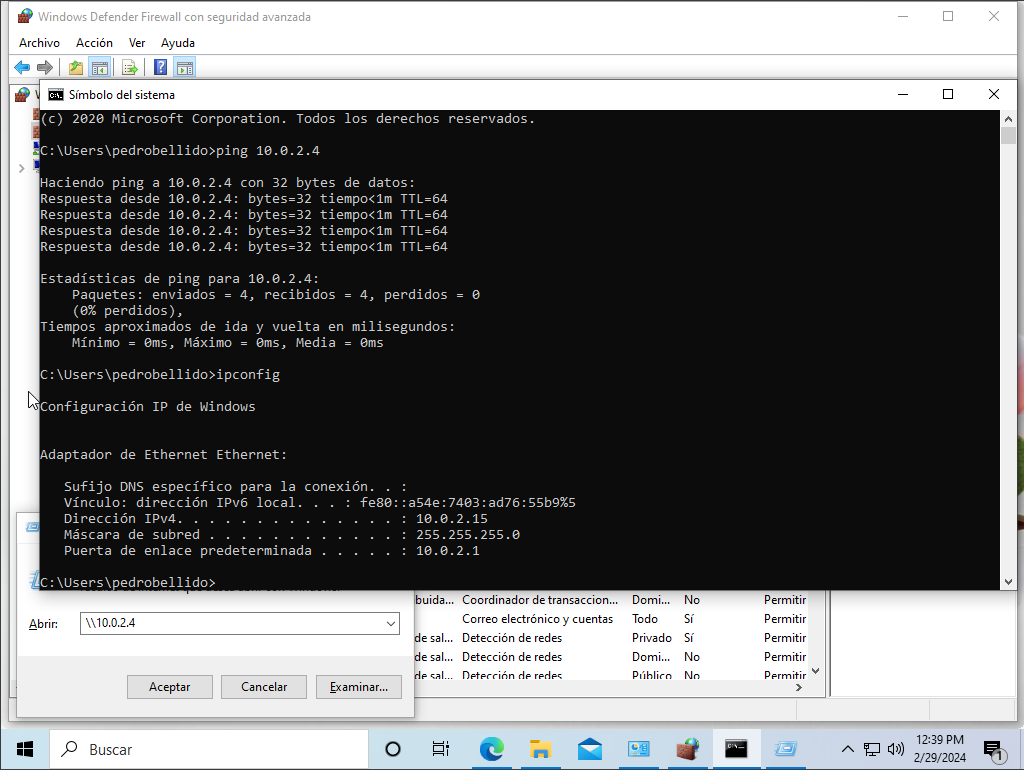 Windows Defender Firewall con seguridad avanzada
Archivo Acción Ver Ayuda
Símbolo del sistema
(c) 2020 Microsoft Corporation. Todos los derechos reservados.
C:\Users\pedrobellido>ping 10.0.2.4
Haciendo ping a 10.0.2.4 con 32 bytes de datos:
Respuesta desde 10.0.2.4: bytes=32 tiempo<1m TTL=64
Respuesta desde 10.0.2.4: bytes=32 tiempo<1m TTL=64
Respuesta desde 10.0.2.4: bytes=32 tiempo<1m TTL=64
Respuesta desde 10.0.2.4: bytes=32 tiempo<1m TTL=64
Estadísticas de ping para 10.0.2.4:
Paquetes: enviados = 4, recibidos = 4, perdidos = 0
(0% perdidos),
Tiempos aproximados de ida y vuelta en milisegundos:
Mínimo = 0ms, Máximo = 0ms, Media = 0ms
C:\Users\pedrobellido>ipconfig
Configuración IP de Windows
Adaptador de Ethernet Ethernet:
Sufijo DNS específico para la conexión. . :
Vínculo: dirección IPv6 local. . . : fe80::a54e:7403:ad76:55b9%5
Dirección IPv4. . . . . . . . . . . . . . : 10.0.2.15
Máscara de subred . . . . . . . . . . . . : 255.255.255.0
Puerta de enlace predeterminada . . . . . : 10.0.2.1
C:\Users\pedrobellido>
buida... Coordinador de transaccion... Domi... No Permitir
Correo electrónico y cuentas Todo Sí Permitir
de sal... Detección de redes Privado Sí Permitir
de sal... Detección de redes Domi... No Permitir
de sal... Detección de redes Público No Permitir
Abrir: \\10.0.2.4
Aceptar Cancelar Examinar...
Buscar
12:39 PM
2/29/2024
1